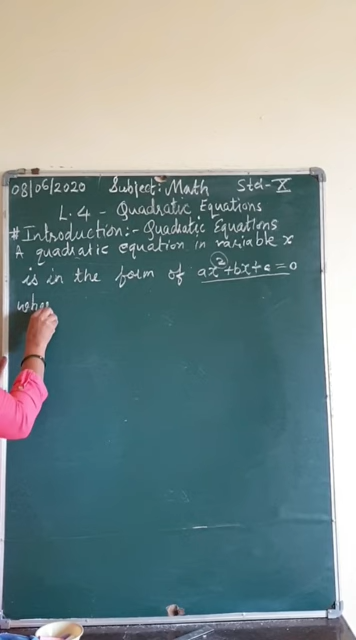 08/06/2020 Subject: Math Std-X
L. 4 - Quadratic Equations
# Introduction:- Quadratic Equations
A quadratic equation in variable x
is in the form of ax²+bx+c=0
wher